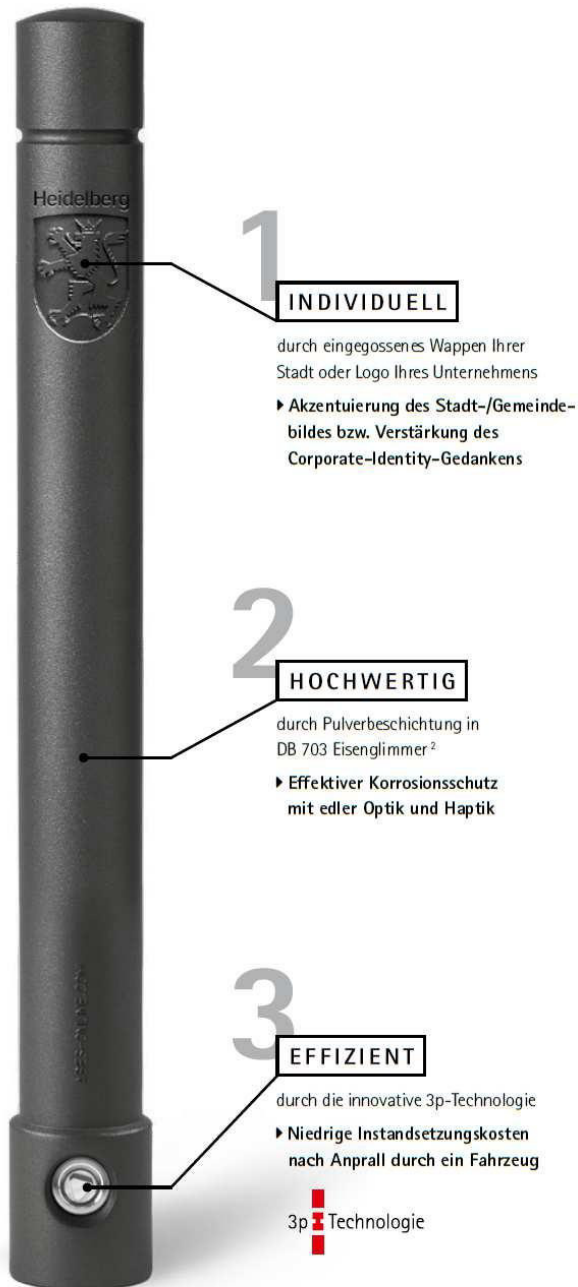 Heidelberg
1
INDIVIDUELL
durch eingegossenes Wappen Ihrer
Stadt oder Logo Ihres Unternehmens
▶ Akzentuierung des Stadt-/Gemeinde-
bildes bzw. Verstärkung des
Corporate-Identity-Gedankens
2
HOCHWERTIG
durch Pulverbeschichtung in
DB 703 Eisenglimmer ²
▶ Effektiver Korrosionsschutz
mit edler Optik und Haptik
3
EFFIZIENT
durch die innovative 3p-Technologie
▶ Niedrige Instandsetzungskosten
nach Anprall durch ein Fahrzeug
3p Technologie